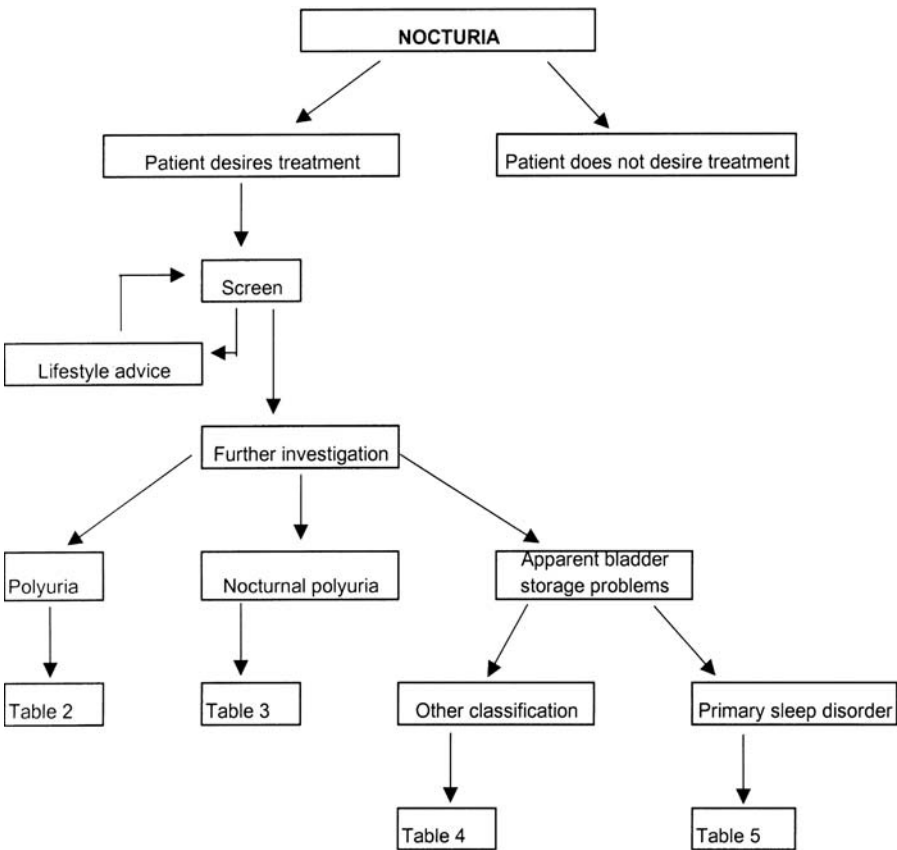 NOCTURIA
Patient desires treatment
Patient does not desire treatment
Screen
Lifestyle advice
Further investigation
Polyuria
Nocturnal polyuria
Apparent bladder
storage problems
Table 2
Table 3
Other classification
Primary sleep disorder
Table 4
Table 5